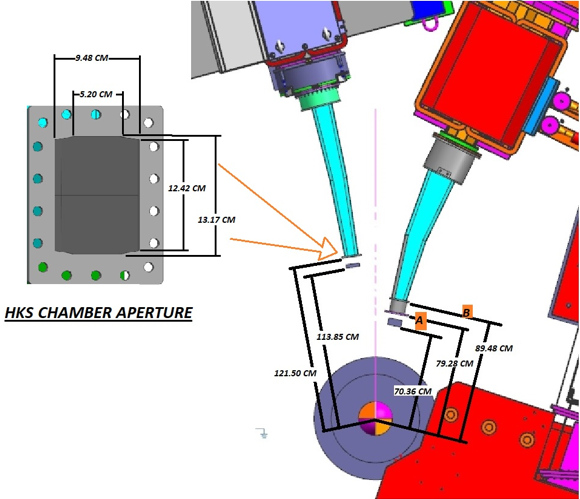 9.48 CM
5.20 CM
12.42 CM
13.17 CM
HKS CHAMBER APERTURE
A
B
113.85 CM
121.50 CM
70.36 CM
79.28 CM
89.48 CM